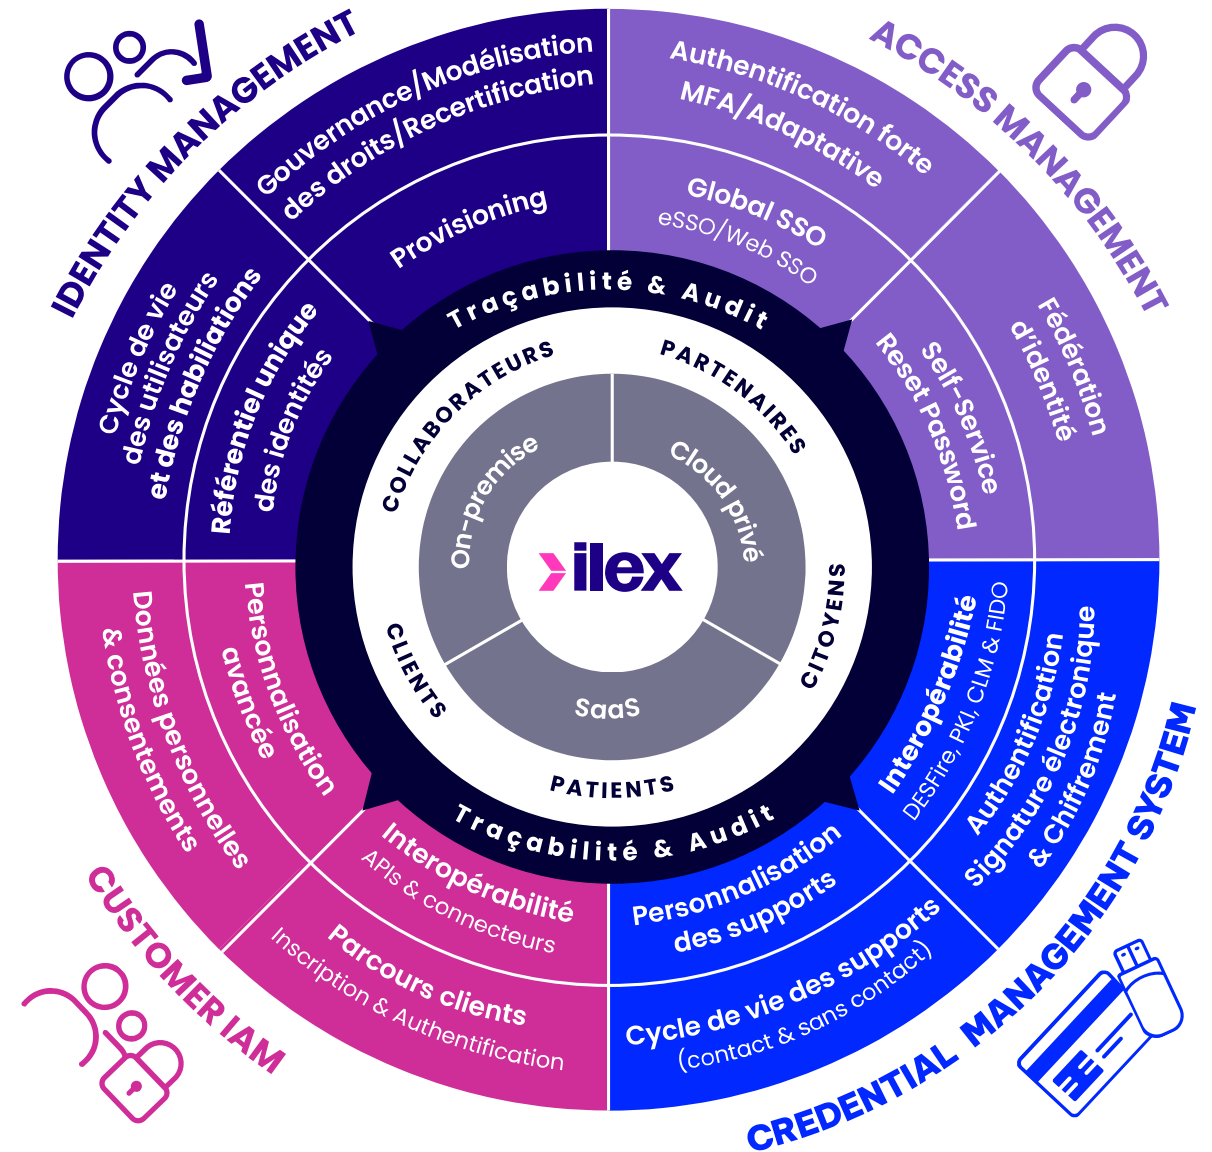 IDENTITY MANAGEMENT
Gouvernance/Modélisation
des droits/Recertification
Provisioning
Cycle de vie
des utilisateurs
et des habiliations
Référentiel unique
des identités
ACCESS MANAGEMENT
Authentification forte
MFA/Adaptative
Global SSO
eSSO/Web SSO
Fédération
d'identité
Self-Service
Reset Password
Traçabilité & Audit
COLLABORATEURS
PARTENAIRES
On-premise
Cloud privé
ilex
SaaS
CLIENTS
CITOYENS
PATIENTS
Traçabilité & Audit
Données personnelles
& consentements
Personnalisation
avancée
Interopérabilité
APIs & connecteurs
Parcours clients
Inscription & Authentification
CUSTOMER IAM
Interopérabilité
DESFire, PKI, CLM & FIDO
Authentification
Signature électronique
& Chiffrement
Personnalisation
des supports
Cycle de vie des supports
(contact & sans contact)
CREDENTIAL MANAGEMENT SYSTEM